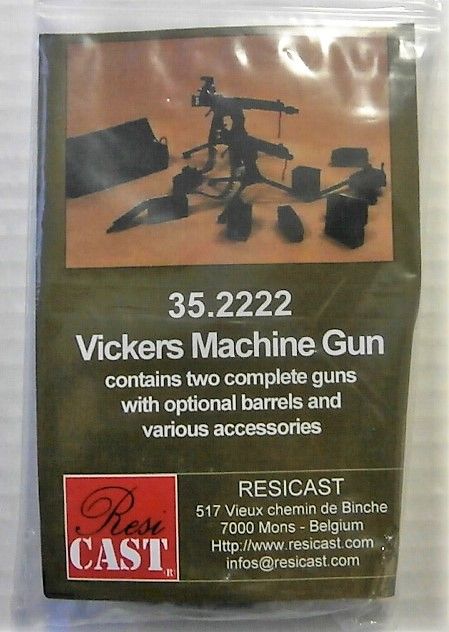 35.2222
Vickers Machine Gun
contains two complete guns
with optional barrels and
various accessories
Resi
CAST
®
RESICAST
517 Vieux chemin de Binche
7000 Mons - Belgium
Http://www.resicast.com
infos@resicast.com